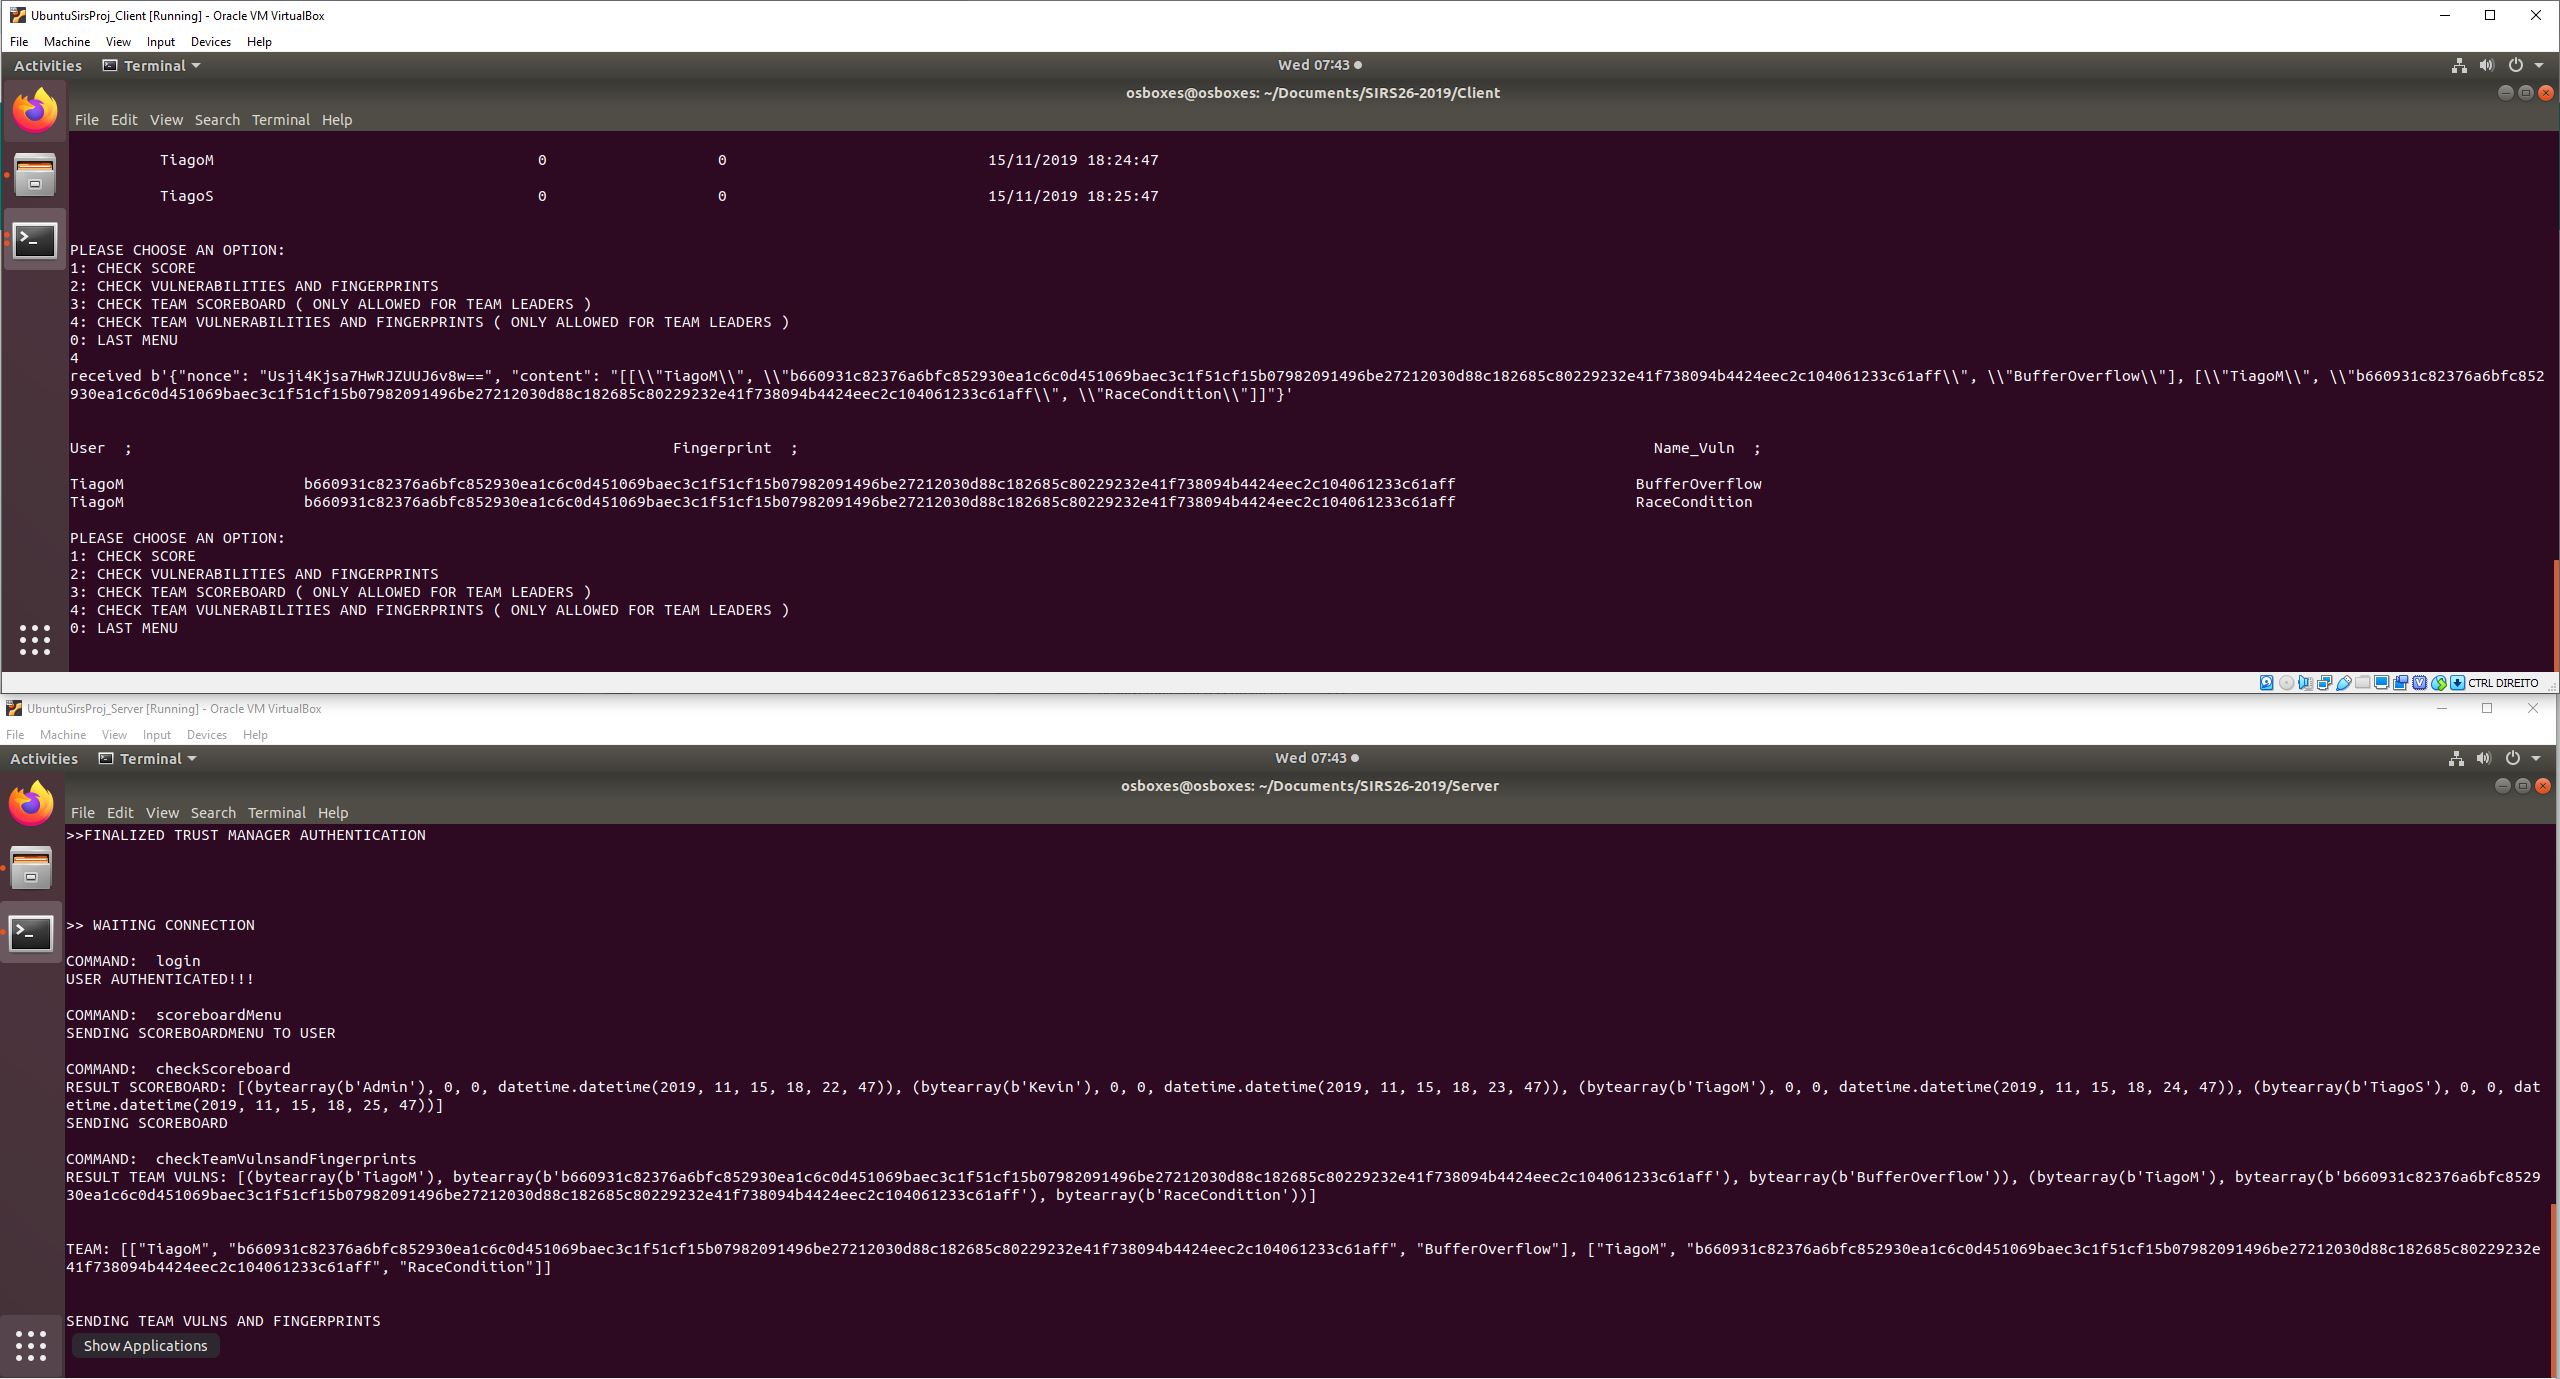 UbuntuSirsProj_Client [Running] - Oracle VM VirtualBox
File Machine View Input Devices Help
Activities Terminal Wed 07:43
osboxes@osboxes: ~/Documents/SIRS26-2019/Client
File Edit View Search Terminal Help
TiagoM 0 0 15/11/2019 18:24:47
TiagoS 0 0 15/11/2019 18:25:47
PLEASE CHOOSE AN OPTION:
1: CHECK SCORE
2: CHECK VULNERABILITIES AND FINGERPRINTS
3: CHECK TEAM SCOREBOARD ( ONLY ALLOWED FOR TEAM LEADERS )
4: CHECK TEAM VULNERABILITIES AND FINGERPRINTS ( ONLY ALLOWED FOR TEAM LEADERS )
0: LAST MENU
4
received b'{"nonce": "Usji4Kjsa7HwRJZUUJ6v8w==", "content": "[[\\"TiagoM\\", \\"b660931c82376a6bfc852930ea1c6c0d451069baec3c1f51cf15b07982091496be27212030d88c182685c80229232e41f738094b4424eec2c104061233c61aff\\", \\"BufferOverflow\\"], [\\"TiagoM\\", \\"b660931c82376a6bfc852
930ea1c6c0d451069baec3c1f51cf15b07982091496be27212030d88c182685c80229232e41f738094b4424eec2c104061233c61aff\\", \\"RaceCondition\\"]]"}'
User ; Fingerprint ; Name_Vuln ;
TiagoM b660931c82376a6bfc852930ea1c6c0d451069baec3c1f51cf15b07982091496be27212030d88c182685c80229232e41f738094b4424eec2c104061233c61aff BufferOverflow
TiagoM b660931c82376a6bfc852930ea1c6c0d451069baec3c1f51cf15b07982091496be27212030d88c182685c80229232e41f738094b4424eec2c104061233c61aff RaceCondition
PLEASE CHOOSE AN OPTION:
1: CHECK SCORE
2: CHECK VULNERABILITIES AND FINGERPRINTS
3: CHECK TEAM SCOREBOARD ( ONLY ALLOWED FOR TEAM LEADERS )
4: CHECK TEAM VULNERABILITIES AND FINGERPRINTS ( ONLY ALLOWED FOR TEAM LEADERS )
0: LAST MENU
CTRL DIREITO
UbuntuSirsProj_Server [Running] - Oracle VM VirtualBox
File Machine View Input Devices Help
Activities Terminal Wed 07:43
osboxes@osboxes: ~/Documents/SIRS26-2019/Server
File Edit View Search Terminal Help
>>FINALIZED TRUST MANAGER AUTHENTICATION
>> WAITING CONNECTION
COMMAND: login
USER AUTHENTICATED!!!
COMMAND: scoreboardMenu
SENDING SCOREBOARDMENU TO USER
COMMAND: checkScoreboard
RESULT SCOREBOARD: [(bytearray(b'Admin'), 0, 0, datetime.datetime(2019, 11, 15, 18, 22, 47)), (bytearray(b'Kevin'), 0, 0, datetime.datetime(2019, 11, 15, 18, 23, 47)), (bytearray(b'TiagoM'), 0, 0, datetime.datetime(2019, 11, 15, 18, 24, 47)), (bytearray(b'TiagoS'), 0, 0, dat
etime.datetime(2019, 11, 15, 18, 25, 47))]
SENDING SCOREBOARD
COMMAND: checkTeamVulnsandFingerprints
RESULT TEAM VULNS: [(bytearray(b'TiagoM'), bytearray(b'b660931c82376a6bfc852930ea1c6c0d451069baec3c1f51cf15b07982091496be27212030d88c182685c80229232e41f738094b4424eec2c104061233c61aff'), bytearray(b'BufferOverflow')), (bytearray(b'TiagoM'), bytearray(b'b660931c82376a6bfc8529
30ea1c6c0d451069baec3c1f51cf15b07982091496be27212030d88c182685c80229232e41f738094b4424eec2c104061233c61aff'), bytearray(b'RaceCondition'))]
TEAM: [["TiagoM", "b660931c82376a6bfc852930ea1c6c0d451069baec3c1f51cf15b07982091496be27212030d88c182685c80229232e41f738094b4424eec2c104061233c61aff", "BufferOverflow"], ["TiagoM", "b660931c82376a6bfc852930ea1c6c0d451069baec3c1f51cf15b07982091496be27212030d88c182685c80229232e
41f738094b4424eec2c104061233c61aff", "RaceCondition"]]
SENDING TEAM VULNS AND FINGERPRINTS
Show Applications